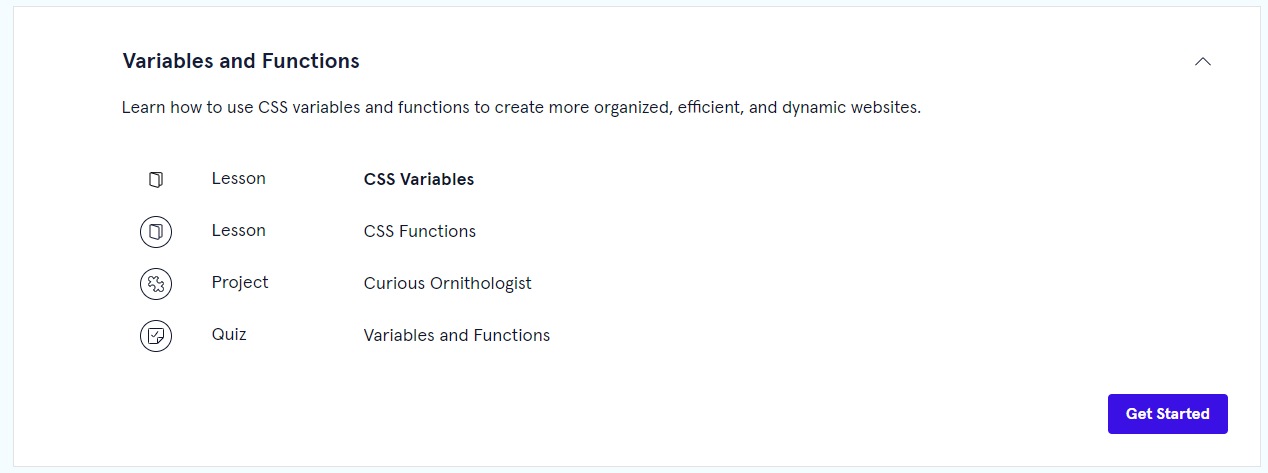 Variables and Functions
Learn how to use CSS variables and functions to create more organized, efficient, and dynamic websites.
Lesson CSS Variables
Lesson CSS Functions
Project Curious Ornithologist
Quiz Variables and Functions
Get Started